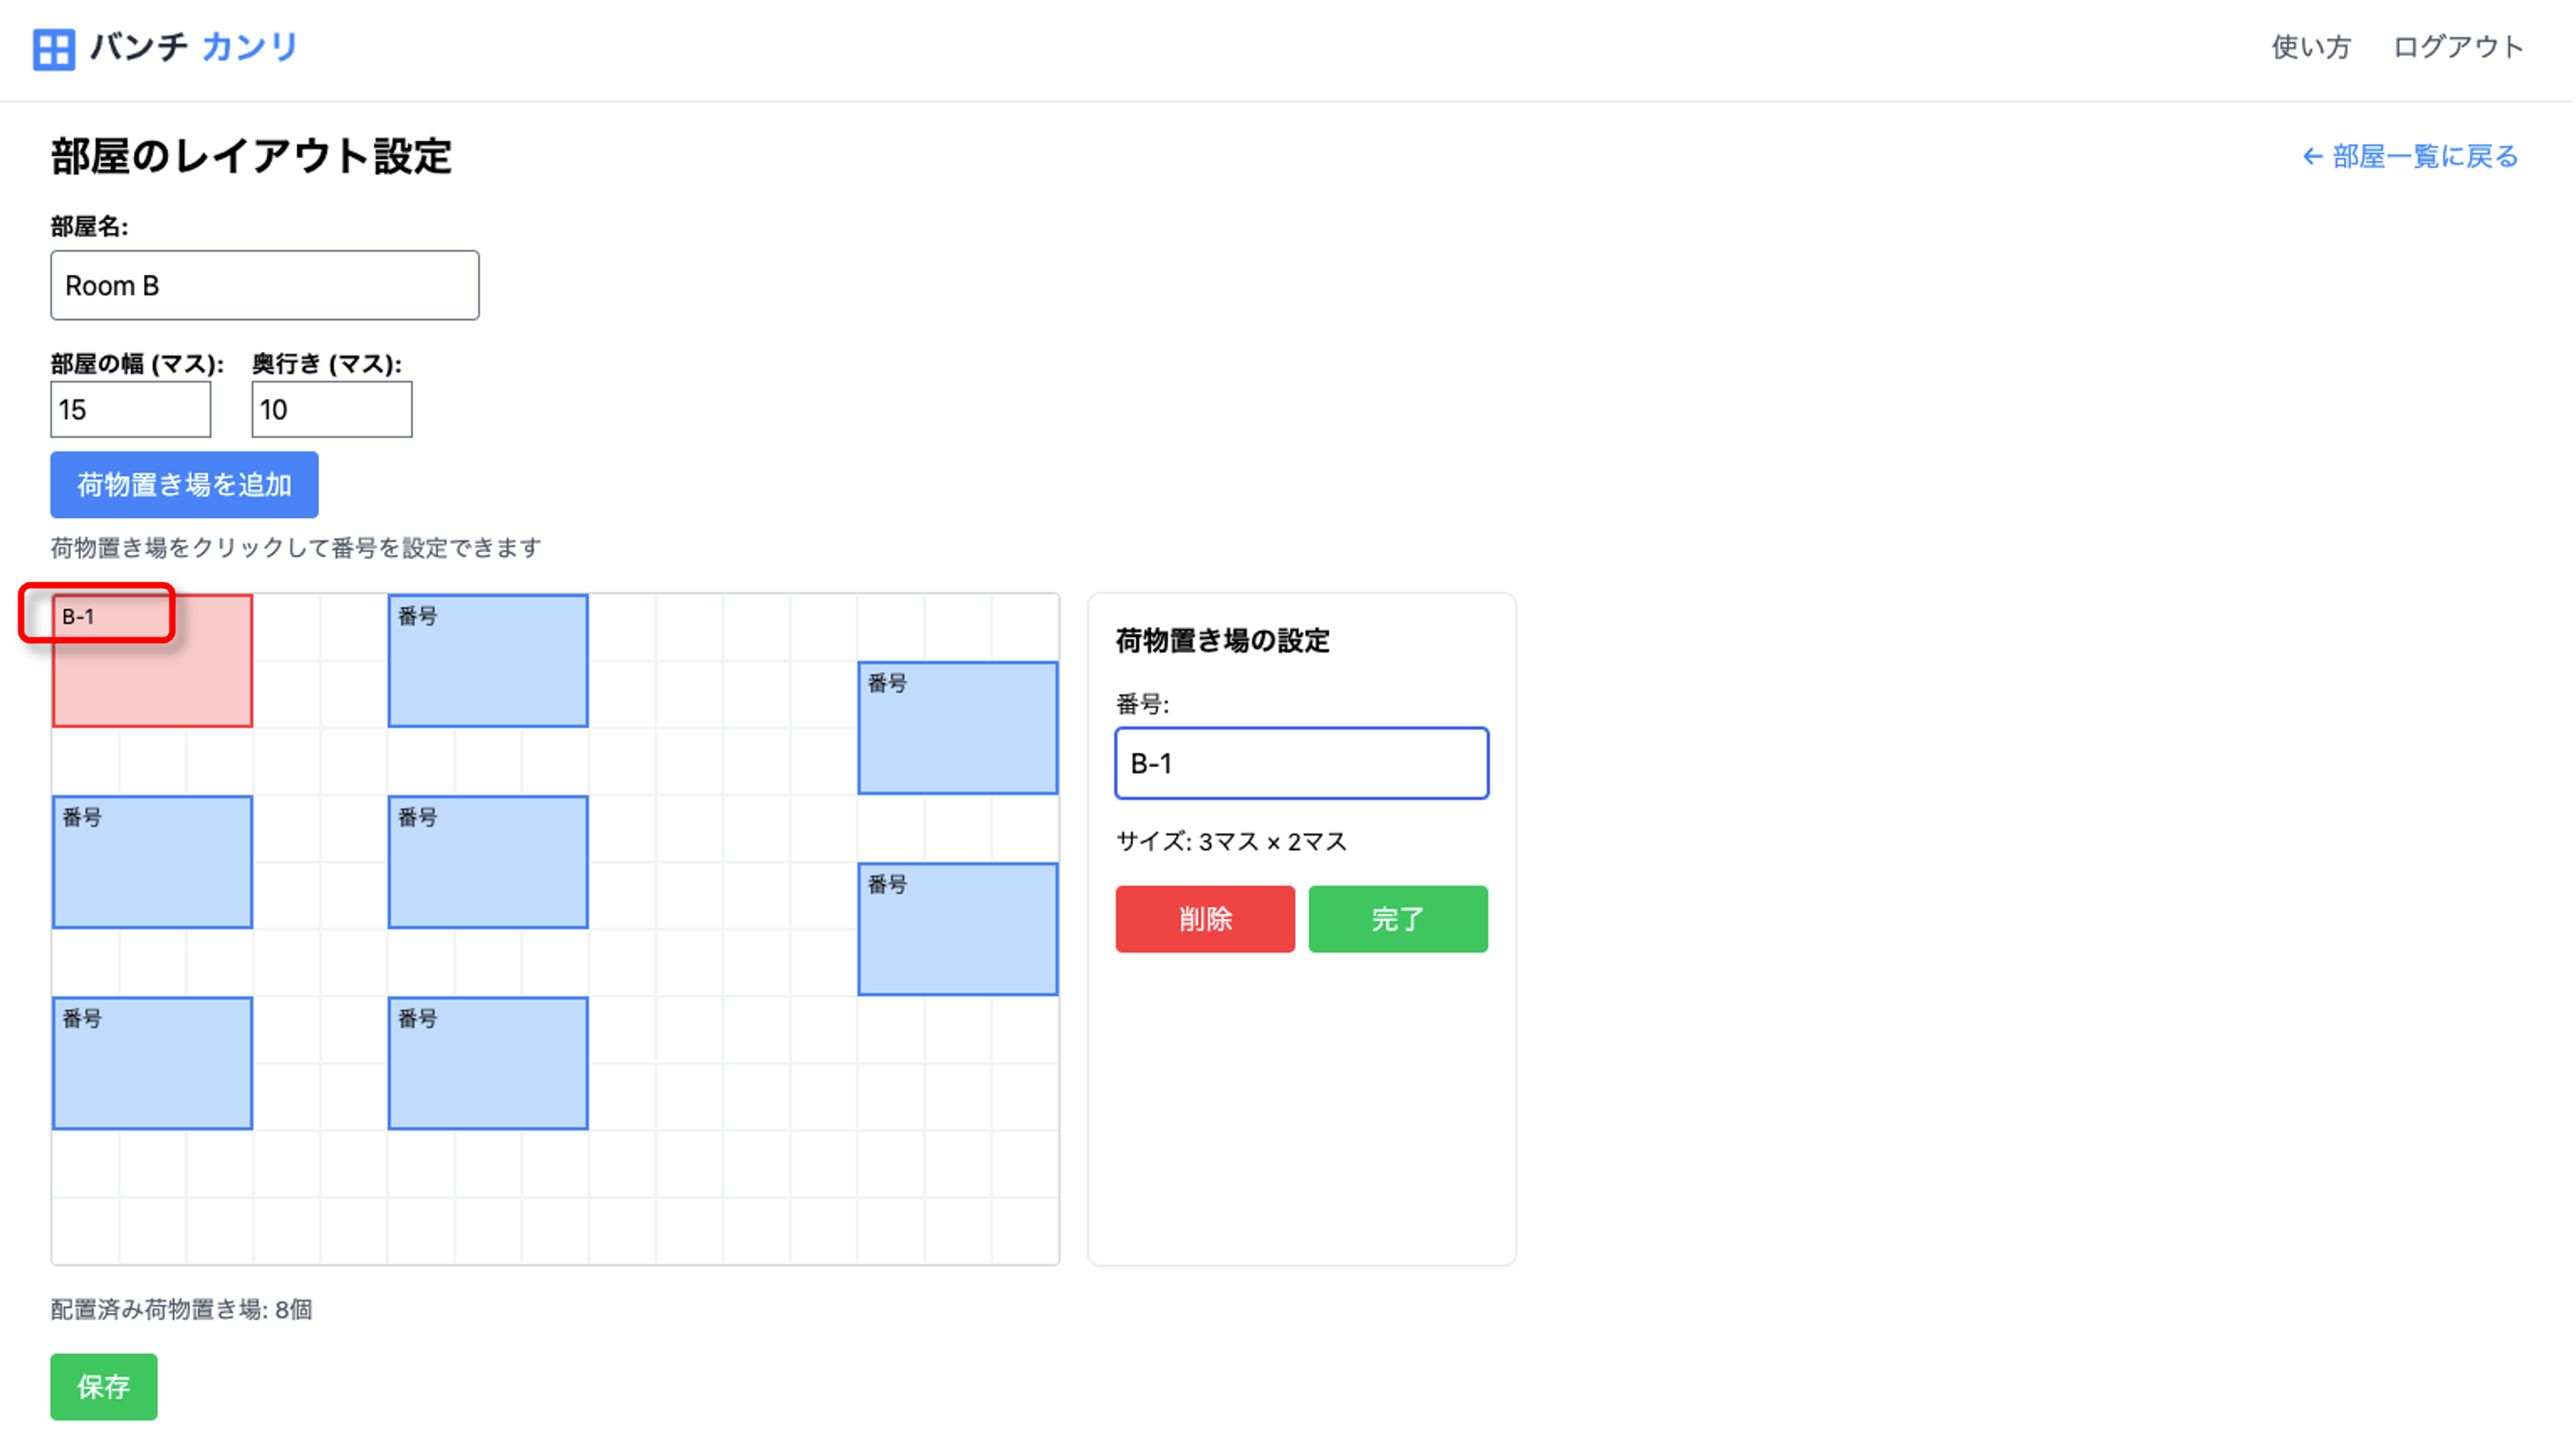 バンチ カンリ
使い方 ログアウト
部屋のレイアウト設定
← 部屋一覧に戻る
部屋名:
Room B
部屋の幅 (マス): 奥行き (マス):
15 10
荷物置き場を追加
荷物置き場をクリックして番号を設定できます
B-1 番号
番号
番号 番号
番号
番号 番号
荷物置き場の設定
番号:
B-1
サイズ: 3マス × 2マス
削除 完了
配置済み荷物置き場: 8個
保存